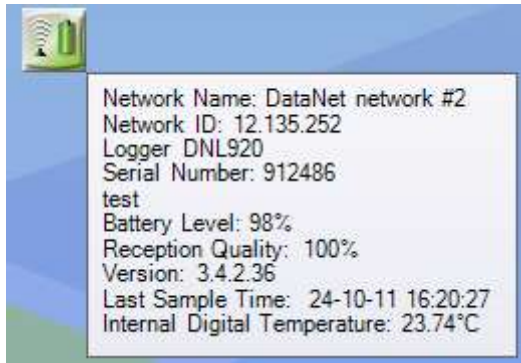 Network Name: DataNet network #2
Network ID: 12.135.252
Logger DNL920
Serial Number: 912486
test
Battery Level: 98%
Reception Quality: 100%
Version: 3.4.2.36
Last Sample Time: 24-10-11 16:20:27
Internal Digital Temperature: 23.74°C